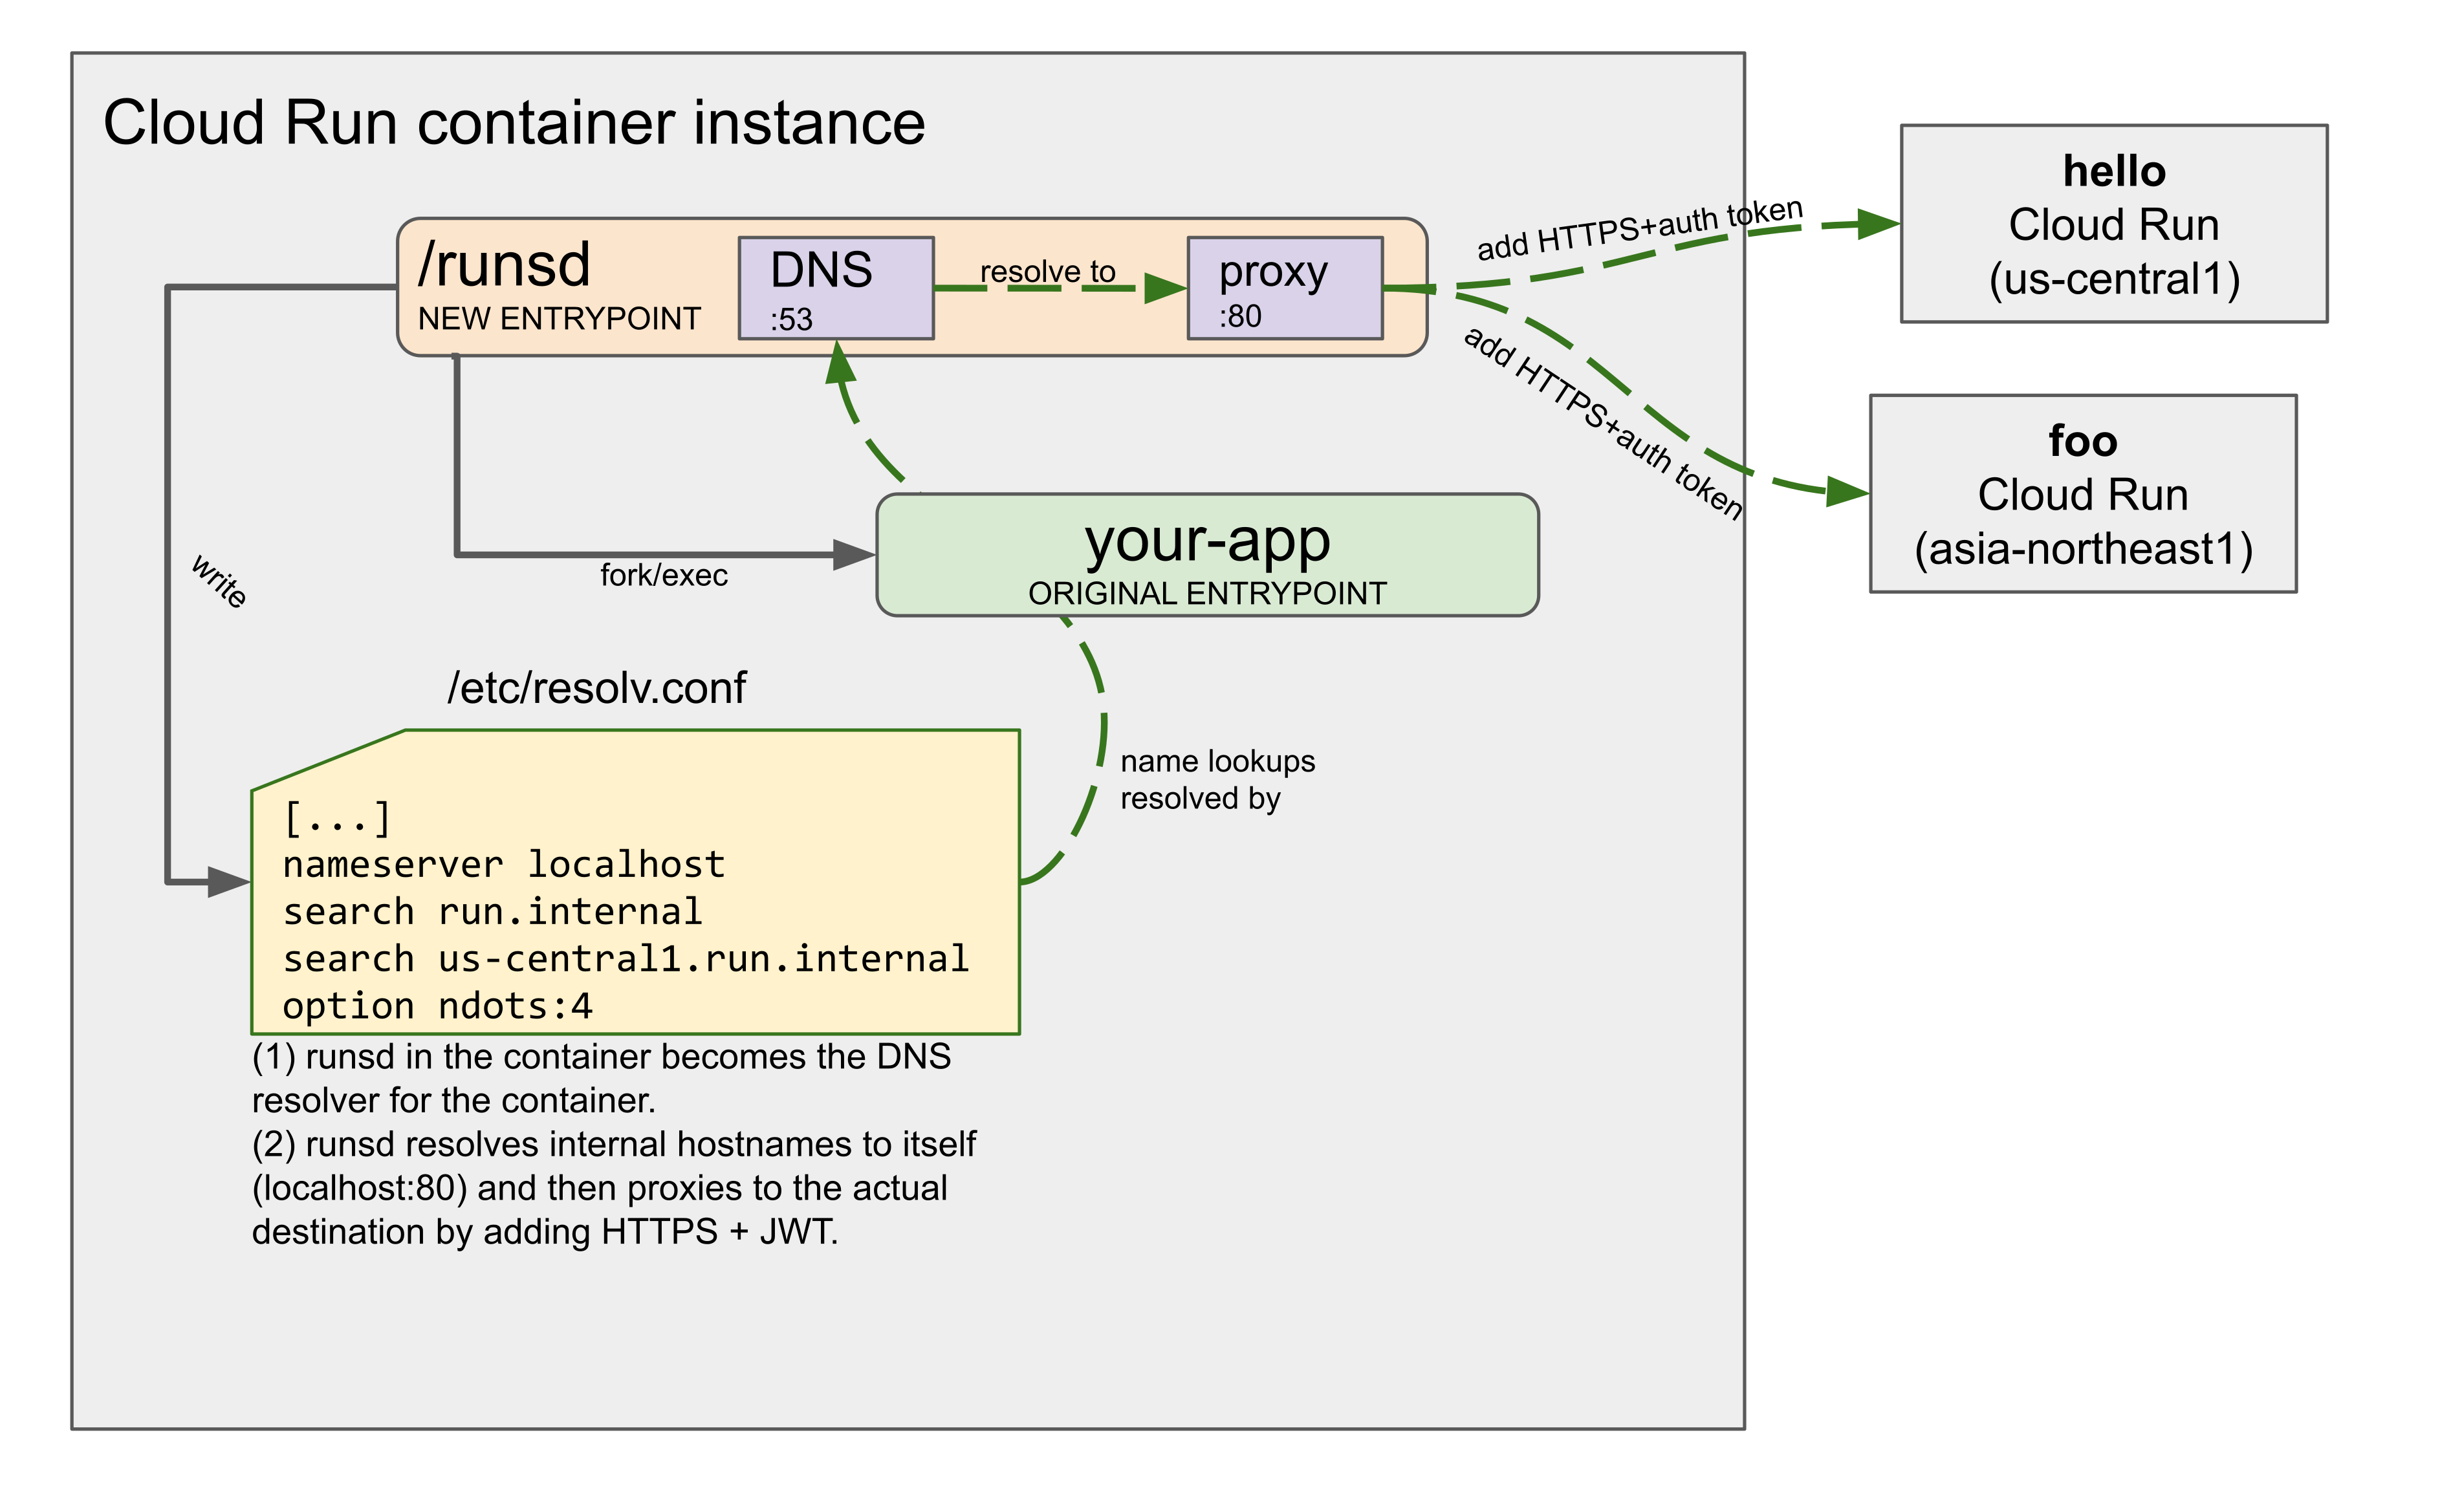 Cloud Run container instance
/runsd
NEW ENTRYPOINT
DNS
:53
resolve to
proxy
:80
add HTTPS+auth token
hello
Cloud Run
(us-central1)
add HTTPS+auth token
foo
Cloud Run
(asia-northeast1)
write
fork/exec
your-app
ORIGINAL ENTRYPOINT
/etc/resolv.conf
name lookups
resolved by
[...]
nameserver localhost
search run.internal
search us-central1.run.internal
option ndots:4
(1) runsd in the container becomes the DNS
resolver for the container.
(2) runsd resolves internal hostnames to itself
(localhost:80) and then proxies to the actual
destination by adding HTTPS + JWT.